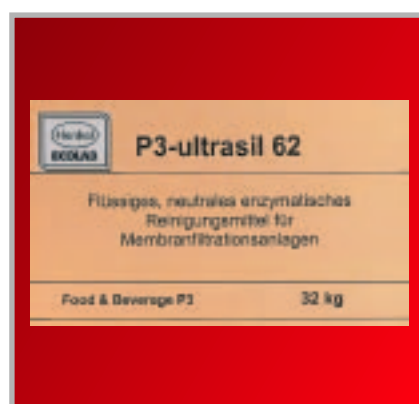 Henkel
ECOLAB
P3-ultrasil 62
Flüssiges, neutrales enzymatisches
Reinigungsmittel für
Membranfiltrationsanlagen
Food & Beverage P3
32 kg